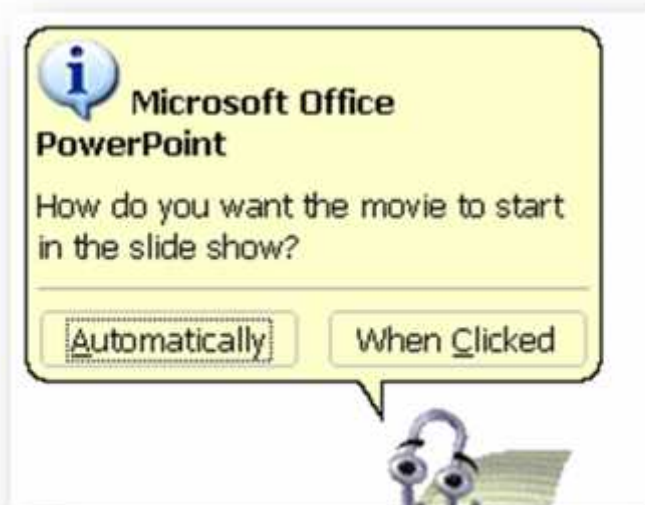 Microsoft Office
PowerPoint
How do you want the movie to start
in the slide show?
Automatically
When Clicked